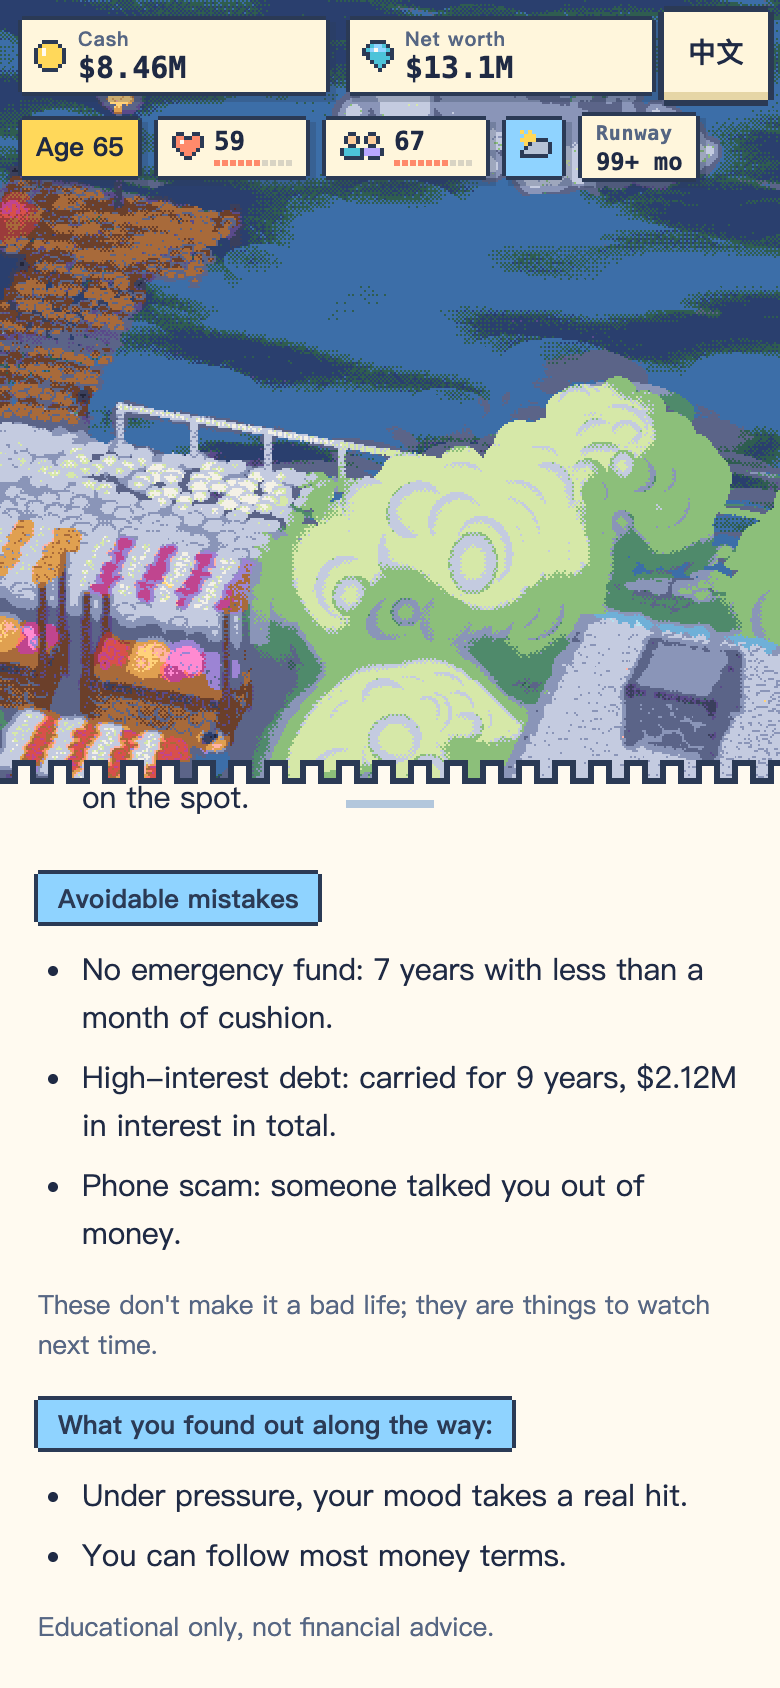 Cash
$8.46M
Net worth
$13.1M
中文
Age 65
59
67
Runway
99+ mo
on the spot.
Avoidable mistakes
• No emergency fund: 7 years with less than a
month of cushion.
• High-interest debt: carried for 9 years, $2.12M
in interest in total.
• Phone scam: someone talked you out of
money.
These don't make it a bad life; they are things to watch
next time.
What you found out along the way:
• Under pressure, your mood takes a real hit.
• You can follow most money terms.
Educational only, not financial advice.